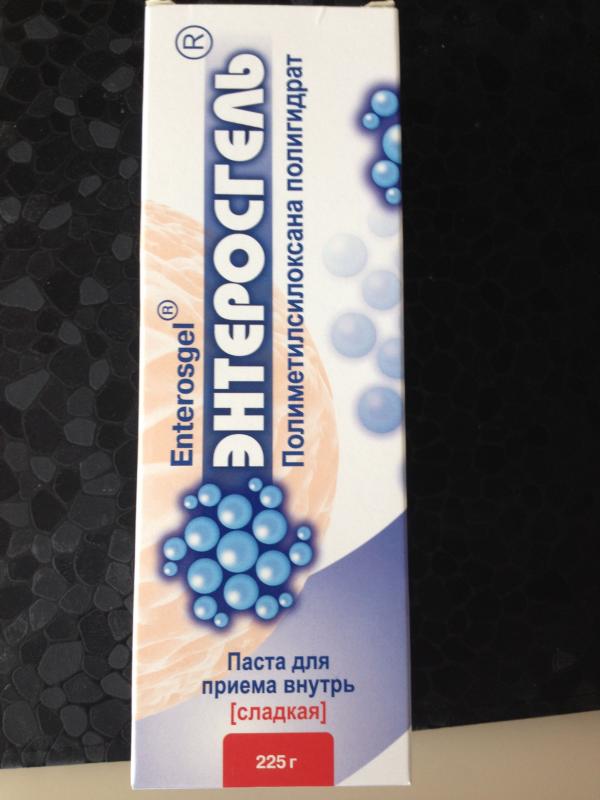 Enterosgel®
ЭНТЕРОСГЕЛЬ®
Полиметилсилоксана полигидрат
Паста для
приема внутрь
[сладкая]
225 г